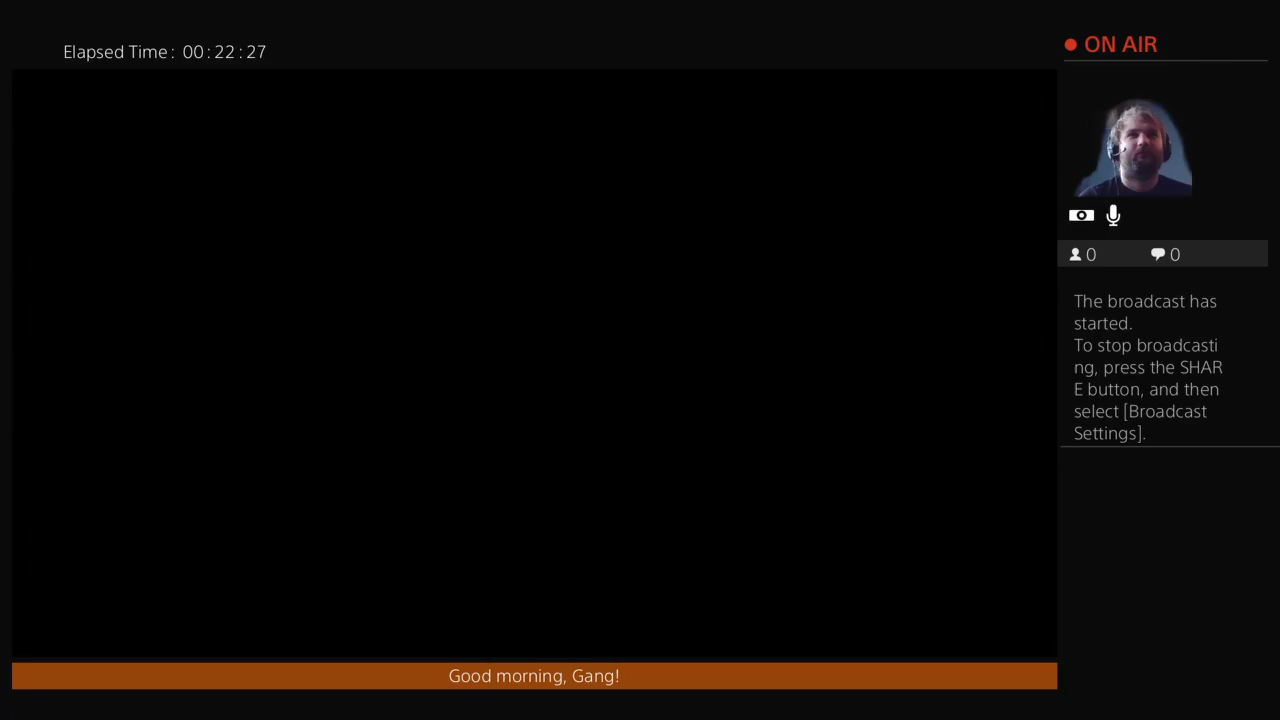 Elapsed Time: 00:22:27
ON AIR
0 0
The broadcast has
started.
To stop broadcasti
ng, press the SHAR
E button, and then
select [Broadcast
Settings].
Good morning, Gang!